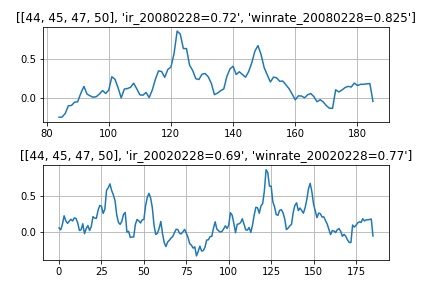 [[44, 45, 47, 50], 'ir_20080228=0.72', 'winrate_20080228=0.825']
0.5
0.0
80 100 120 140 160 180
[[44, 45, 47, 50], 'ir_20020228=0.69', 'winrate_20020228=0.77']
0.5
0.0
0 25 50 75 100 125 150 175